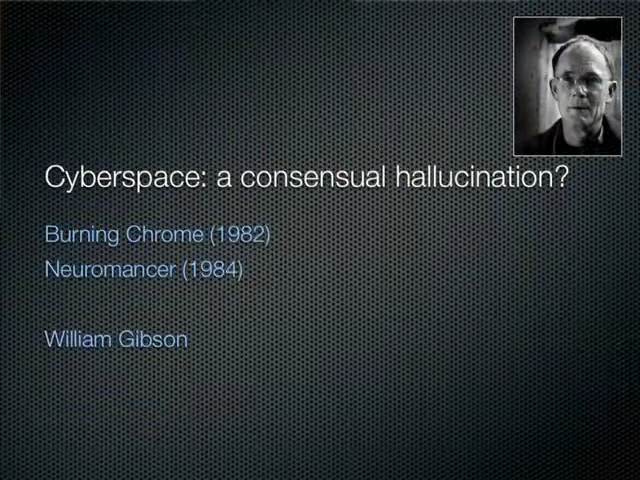 Cyberspace: a consensual hallucination?
Burning Chrome (1982)
Neuromancer (1984)
William Gibson